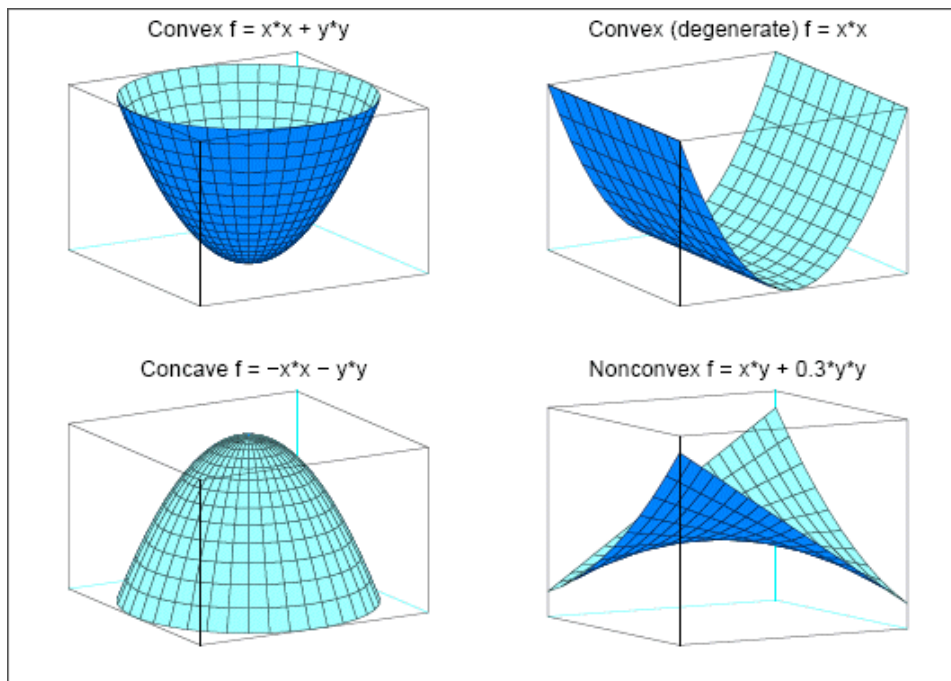 Convex f = x*x + y*y
Convex (degenerate) f = x*x
Concave f = −x*x − y*y
Nonconvex f = x*y + 0.3*y*y